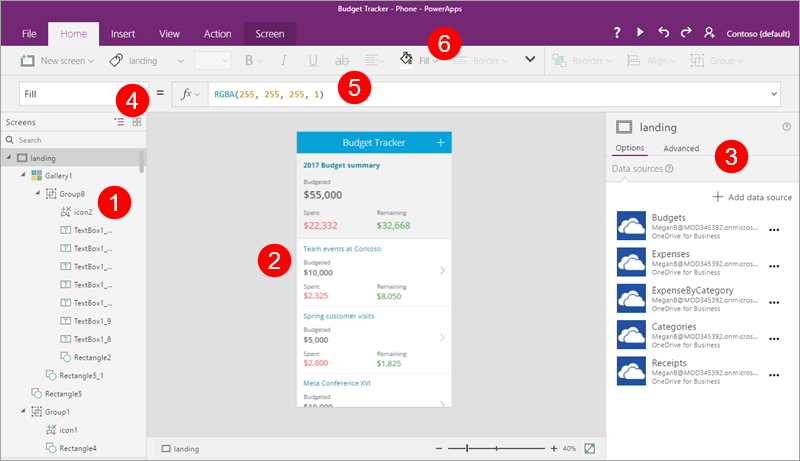 Budget Tracker - Phone - PowerApps
File Home Insert View Action Screen ? Contoso (default)
6
New screen landing B I U ab Fill Border Reorder Align Group
Fill = fx RGBA(255, 255, 255, 1)
4
5
Screens
Search
landing
Gallery1
Group8
icon2
TextBox1_...
TextBox1_...
TextBox1_...
TextBox1_...
TextBox1_...
TextBox1_9
TextBox1_8
Rectangle2
Rectangle5_1
Rectangle5
Group1
icon1
Rectangle4
1
Budget Tracker +
2017 Budget summary
Budgeted
$55,000
Spent Remaining
$22,332 $32,668
2
Team events at Contoso
Budgeted
$10,000
Spent Remaining
$2,325 $8,050
Spring customer visits
Budgeted
$5,000
Spent Remaining
$2,800 $1,825
Meta Conference XVI
Budgeted
$10,000
landing
40%
landing
Options Advanced
3
Data sources
Add data source
Budgets
MeganB@MOD345392.onmicros...
OneDrive for Business
Expenses
MeganB@MOD345392.onmicros...
OneDrive for Business
ExpenseByCategory
MeganB@MOD345392.onmicros...
OneDrive for Business
Categories
MeganB@MOD345392.onmicros...
OneDrive for Business
Receipts
MeganB@MOD345392.onmicros...
OneDrive for Business